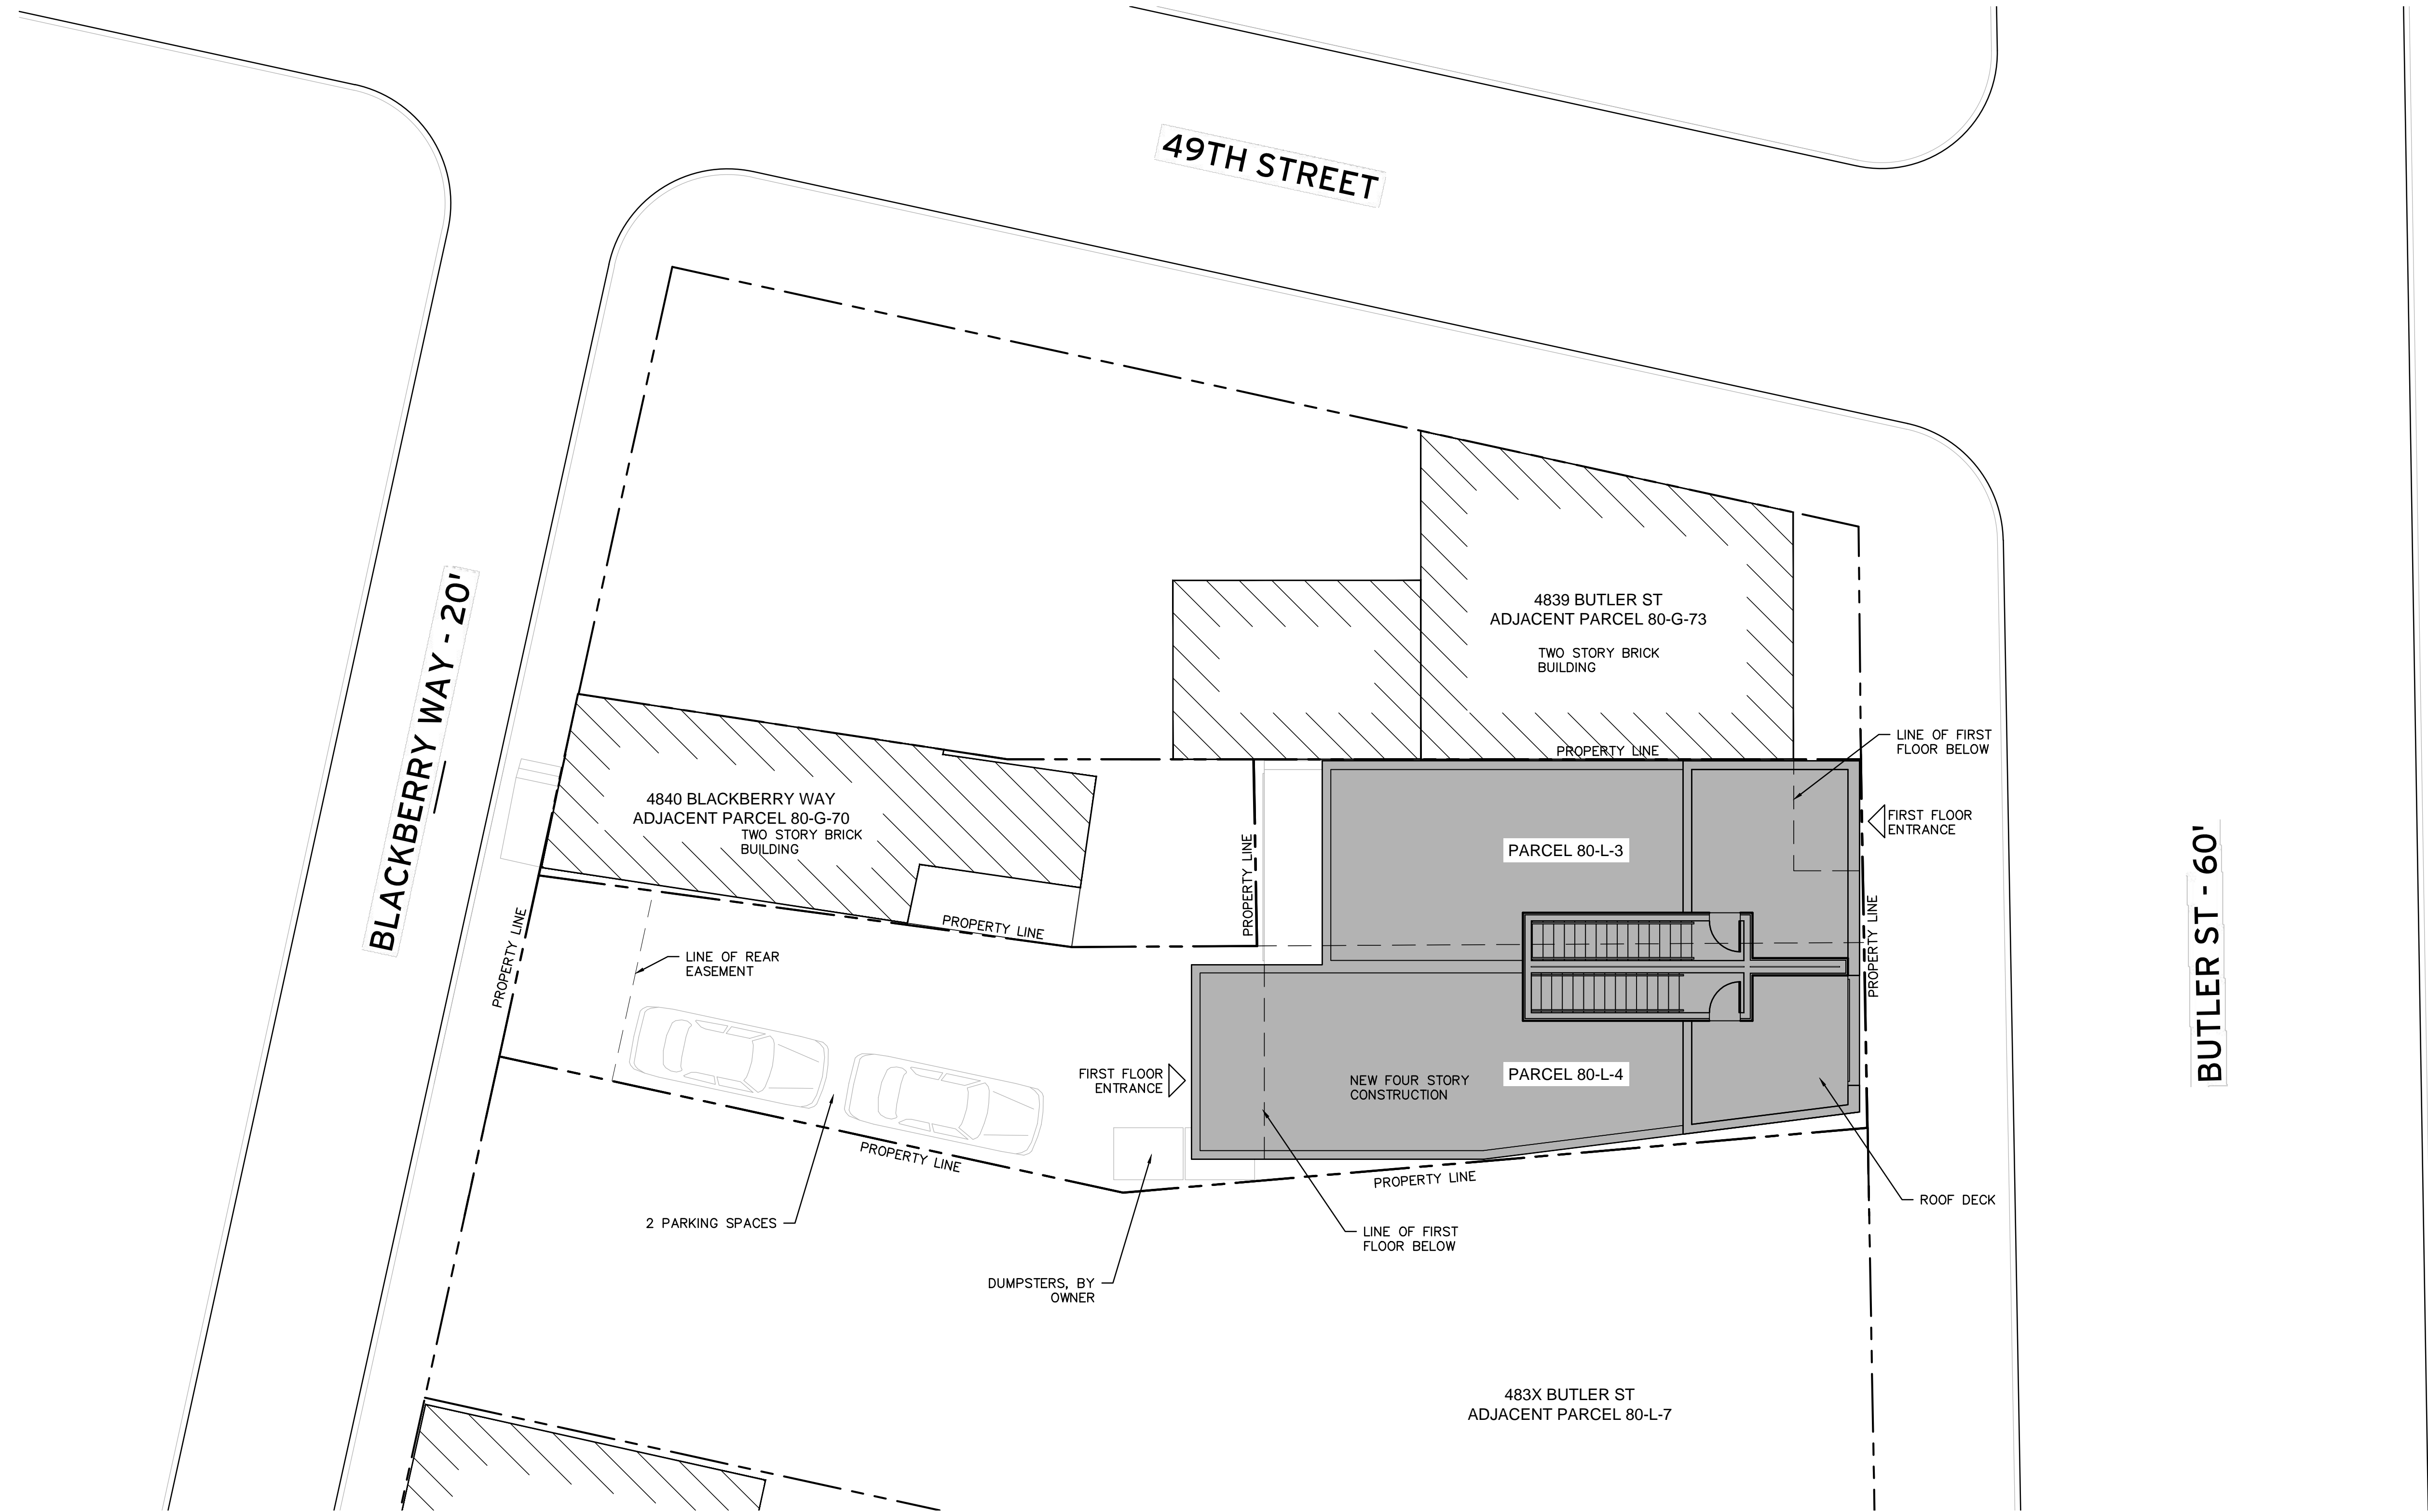 49TH STREET
BLACKBERRY WAY - 20'
BUTLER ST - 60'
4839 BUTLER ST
ADJACENT PARCEL 80-G-73
TWO STORY BRICK
BUILDING
LINE OF FIRST
FLOOR BELOW
PROPERTY LINE
4840 BLACKBERRY WAY
ADJACENT PARCEL 80-G-70
TWO STORY BRICK
BUILDING
FIRST FLOOR
ENTRANCE
PARCEL 80-L-3
PROPERTY LINE
PROPERTY LINE
PROPERTY LINE
PROPERTY LINE
LINE OF REAR
EASEMENT
FIRST FLOOR
ENTRANCE
NEW FOUR STORY
CONSTRUCTION
PARCEL 80-L-4
PROPERTY LINE
PROPERTY LINE
ROOF DECK
2 PARKING SPACES
LINE OF FIRST
FLOOR BELOW
DUMPSTERS, BY
OWNER
483X BUTLER ST
ADJACENT PARCEL 80-L-7